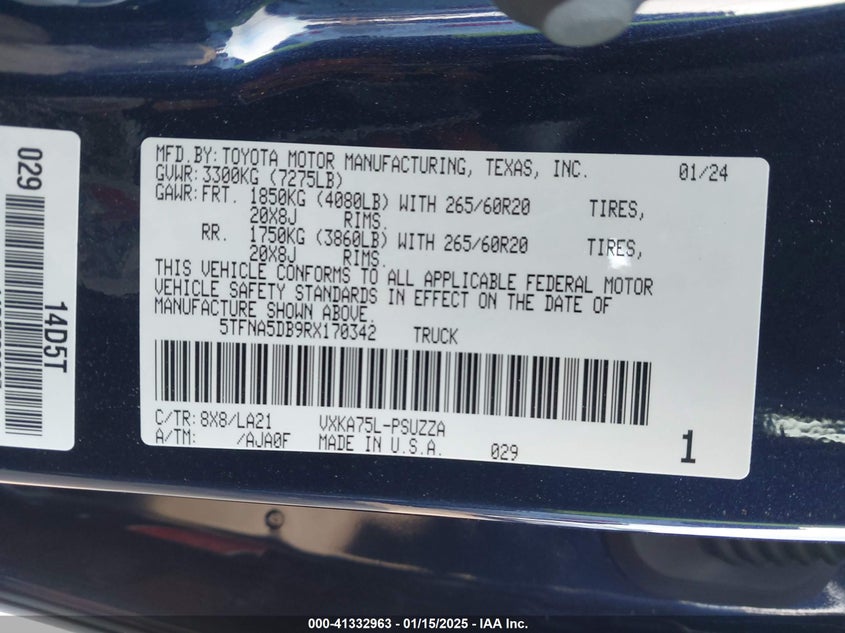 029
14D5T
MFD.BY:TOYOTA MOTOR MANUFACTURING, TEXAS, INC. 01/24
GVWR:3300KG (7275LB)
GAWR:FRT. 1850KG (4080LB) WITH 265/60R20 TIRES,
20X8J RIMS.
RR. 1750KG (3860LB) WITH 265/60R20 TIRES,
20X8J RIMS.
THIS VEHICLE CONFORMS TO ALL APPLICABLE FEDERAL MOTOR
VEHICLE SAFETY STANDARDS IN EFFECT ON THE DATE OF
MANUFACTURE SHOWN ABOVE.
5TFNA5DB9RX170342 TRUCK
C/TR:8X8/LA21 VXKA75L-PSUZZA
A/TM: /AJA0F MADE IN U.S.A. 029 1
000-41332963 - 01/15/2025 - IAA Inc.